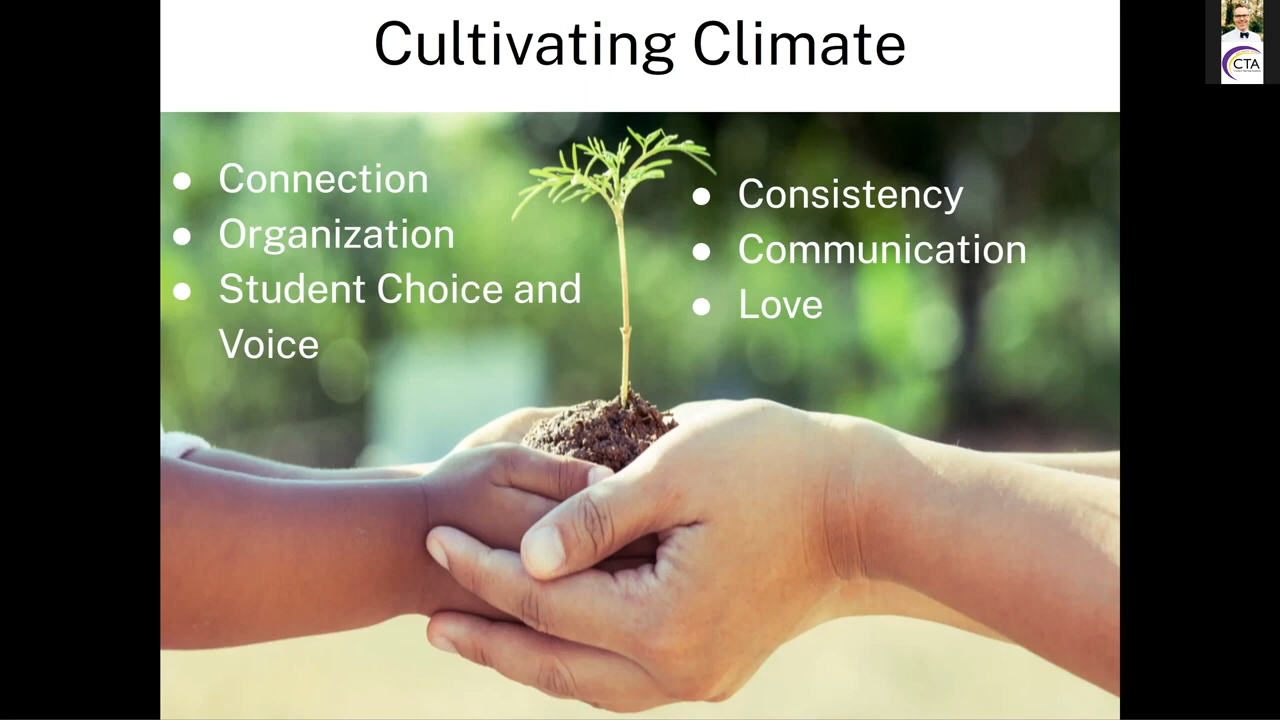 Cultivating Climate
Connection
Organization
Student Choice and
Voice
Consistency
Communication
Love
CTA